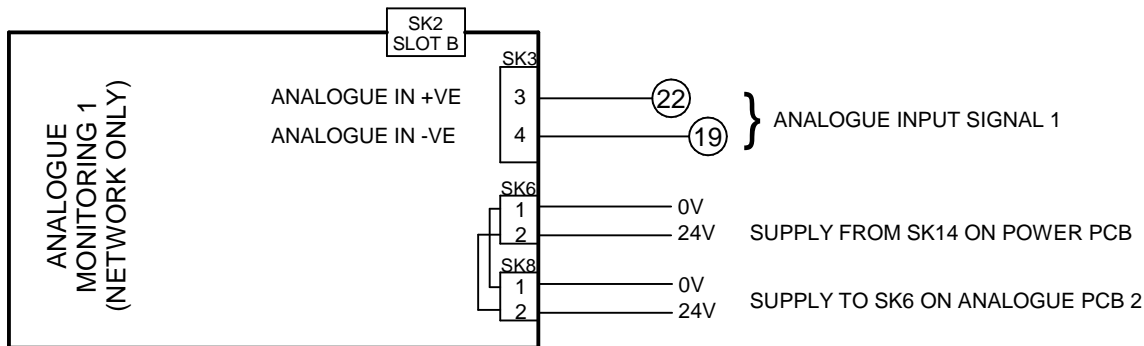 SK2
SLOT B
SK3
ANALOGUE
MONITORING 1
(NETWORK ONLY)
ANALOGUE IN +VE 3 22
ANALOGUE IN -VE 4 19
} ANALOGUE INPUT SIGNAL 1
SK6
1 0V
2 24V SUPPLY FROM SK14 ON POWER PCB
SK8
1 0V
2 24V SUPPLY TO SK6 ON ANALOGUE PCB 2